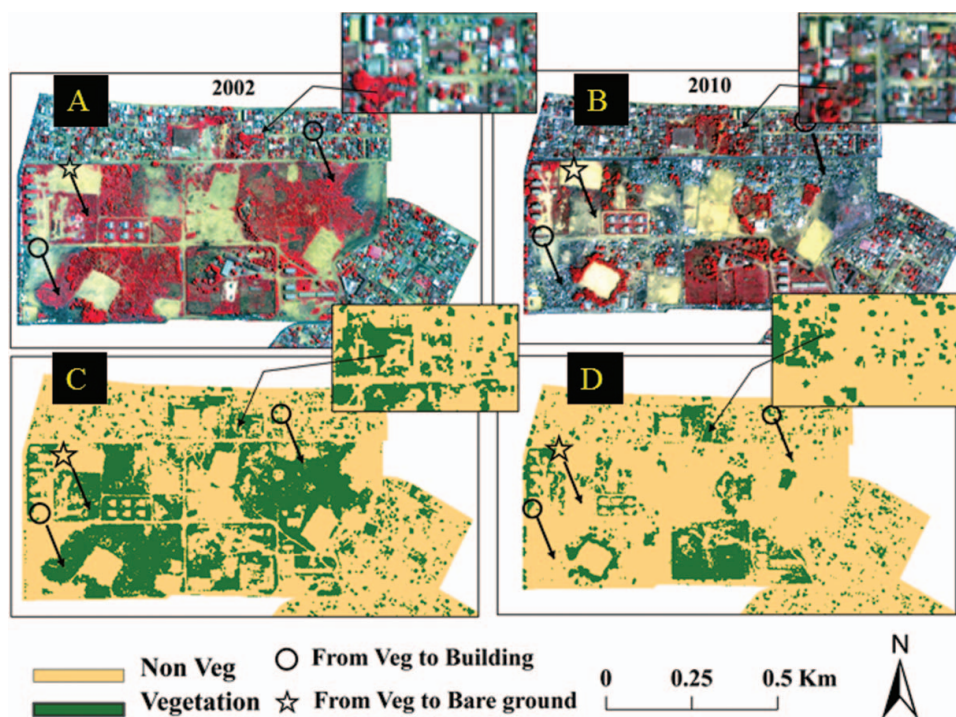 2002
2010
A
B
C
D
Non Veg
From Veg to Building
Vegetation
From Veg to Bare ground
0 0.25 0.5 Km
N